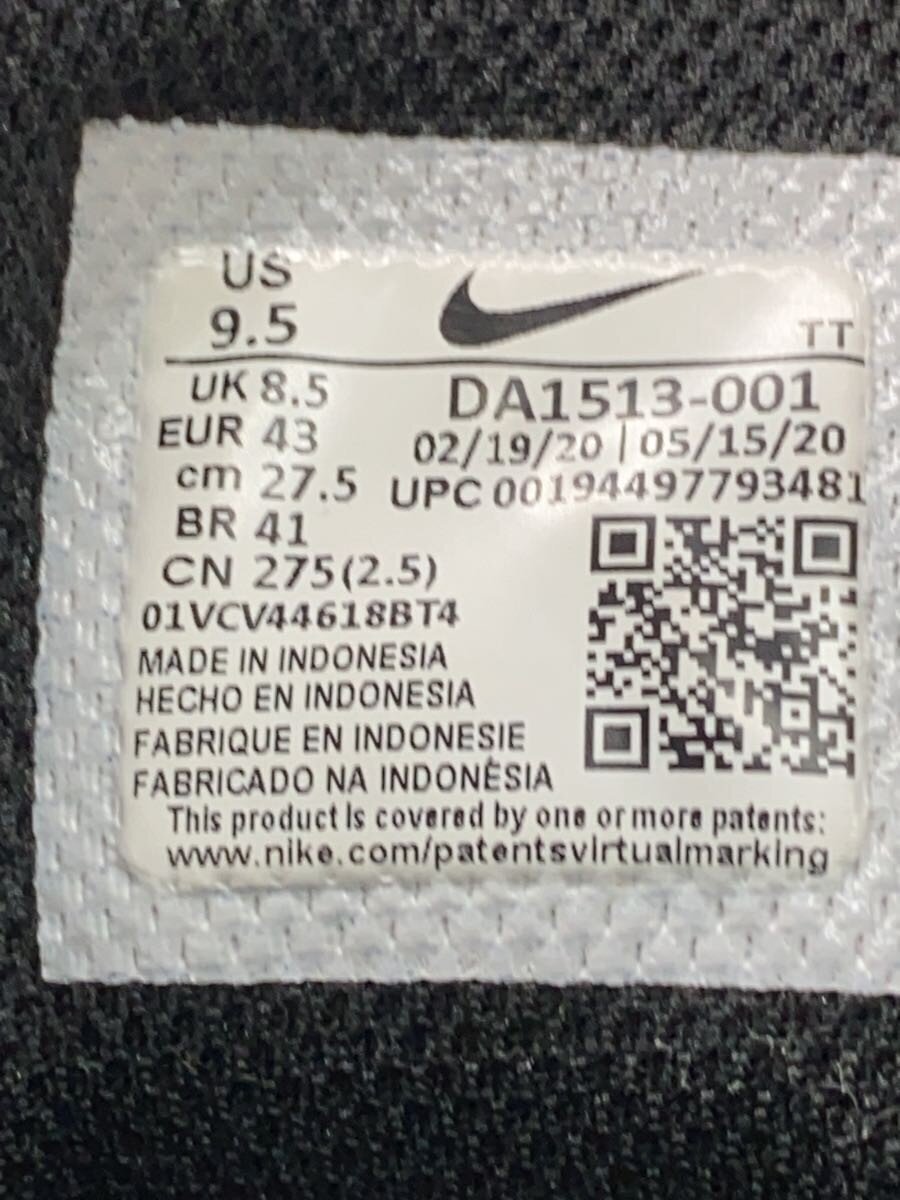 US
9.5
TT
UK 8.5
EUR 43
cm 27.5
BR 41
CN 275(2.5)
DA1513-001
02/19/20 | 05/15/20
UPC 00194497793481
01VCV44618BT4
MADE IN INDONESIA
HECHO EN INDONESIA
FABRIQUE EN INDONESIE
FABRICADO NA INDONÉSIA
This product is covered by one or more patents:
www.nike.com/patentsvirtualmarking